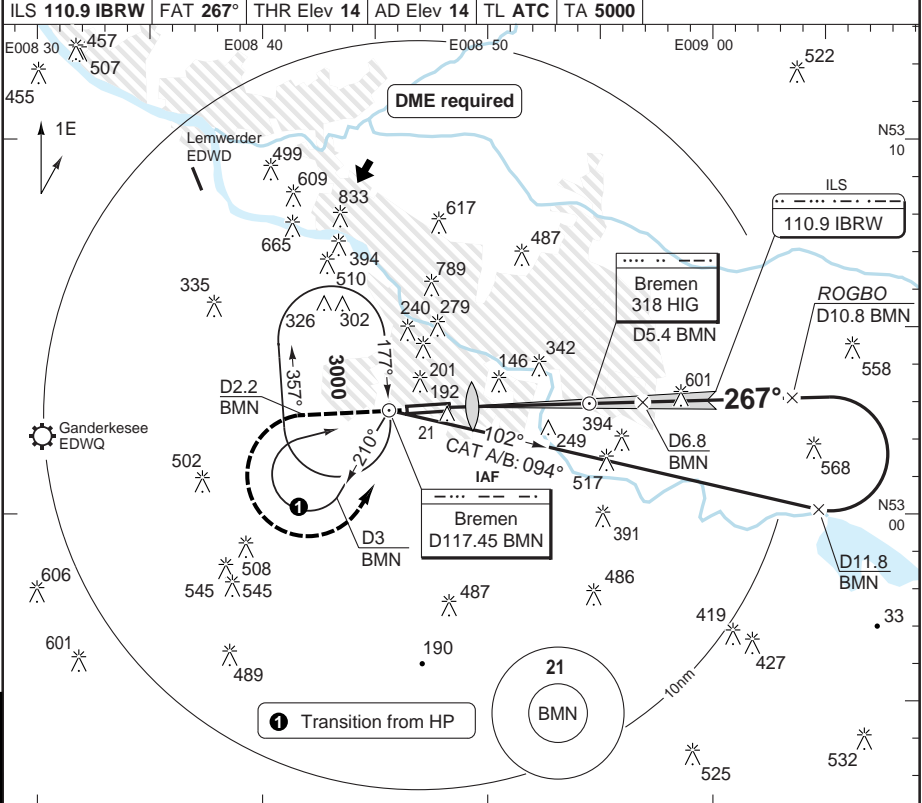 ILS 110.9 IBRW FAT 267° THR Elev 14 AD Elev 14 TL ATC TA 5000
E008 30
457
507
455
E008 40
E008 50
E009 00
522
DME required
1E
N53
10
Lemwerder
EDWD
499
609
833
617
665
394
510
487
ILS
110.9 IBRW
335
326
302
789
240
279
Bremen
318 HIG
D5.4 BMN
ROGBO
D10.8 BMN
558
3000
177°
357°
201
146
342
192
601
267°
D2.2
BMN
21
394
D6.8
BMN
Ganderkesee
EDWQ
210°
102°
CAT A/B: 094°
249
517
568
502
1
IAF
Bremen
D117.45 BMN
D3
BMN
391
N53
00
D11.8
BMN
508
545
545
606
487
486
419
33
601
489
190
427
10nm
1 Transition from HP
21
BMN
525
532